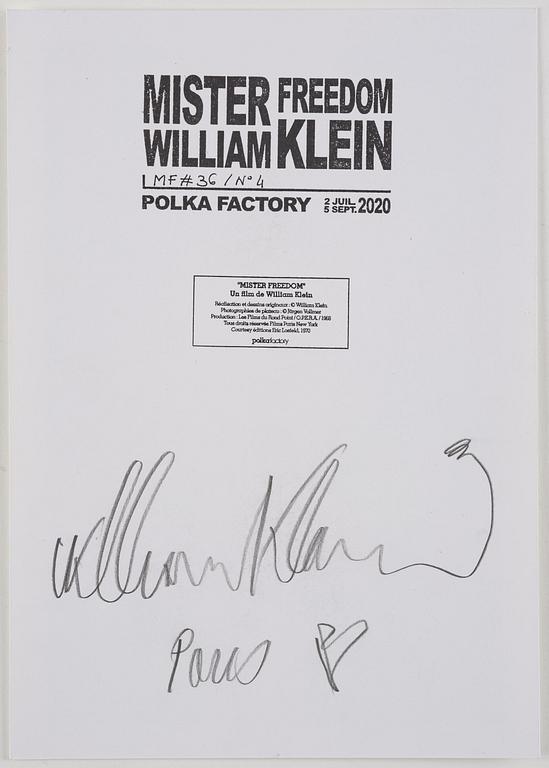 MISTER FREEDOM
WILLIAM KLEIN
MF#36 / N° 4
POLKA FACTORY 2 JUIL. 5 SEPT. 2020
"MISTER FREEDOM"
Un film de William Klein
Réalisation et dessins originaux : © William Klein.
Photographies de plateau : © Jürgen Vollmer
Production : Les Films du Rond Point / O.P.E.R.A. / 1968
Tous droits réservés Films Paris New York
Courtesy éditions Eric Losfeld, 1970
polkafactory
William Klein
Paris